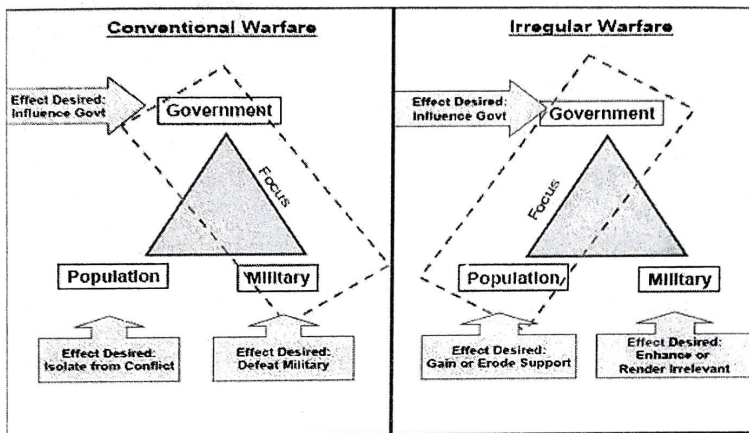 Conventional Warfare
Effect Desired:
Influence Govt
Government
Focus
Population
Military
Effect Desired:
Isolate from Conflict
Effect Desired:
Defeat Military
Irregular Warfare
Effect Desired:
Influence Govt
Government
Focus
Population
Military
Effect Desired:
Gain or Erode Support
Effect Desired:
Enhance or
Render Irrelevant